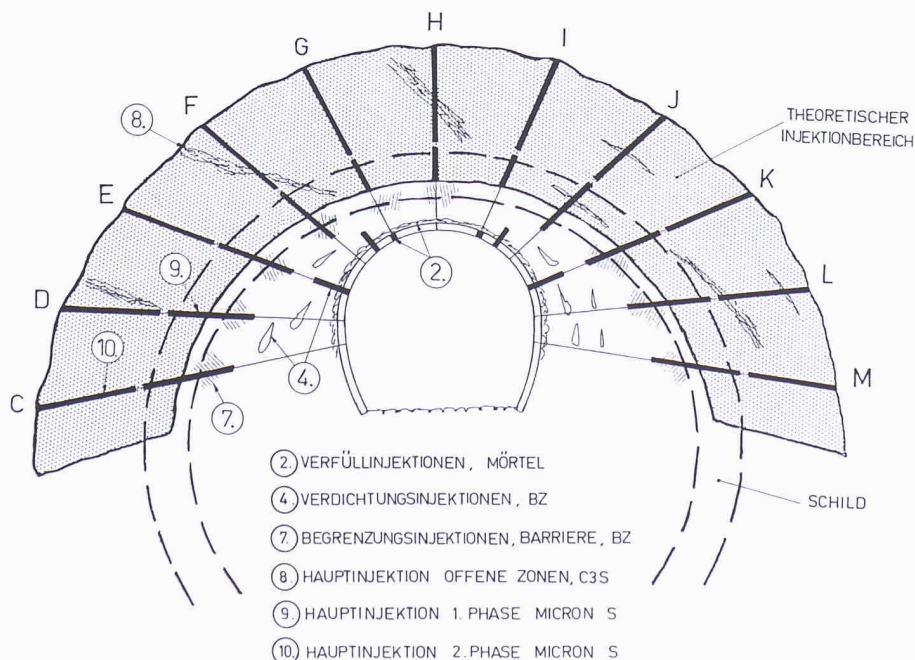 H
G
I
F
J
8.
THEORETISCHER
INJEKTIONBEREICH
K
E
2.
9.
L
D
10.
4.
M
C
7.
2. VERFÜLLINJEKTIONEN, MÖRTEL
4. VERDICHTUNGSINJEKTIONEN, BZ
SCHILD
7. BEGRENZUNGSINJEKTIONEN, BARRIERE, BZ
8. HAUPTINJEKTION OFFENE ZONEN, C3S
9. HAUPTINJEKTION 1. PHASE MICRON S
10. HAUPTINJEKTION 2. PHASE MICRON S